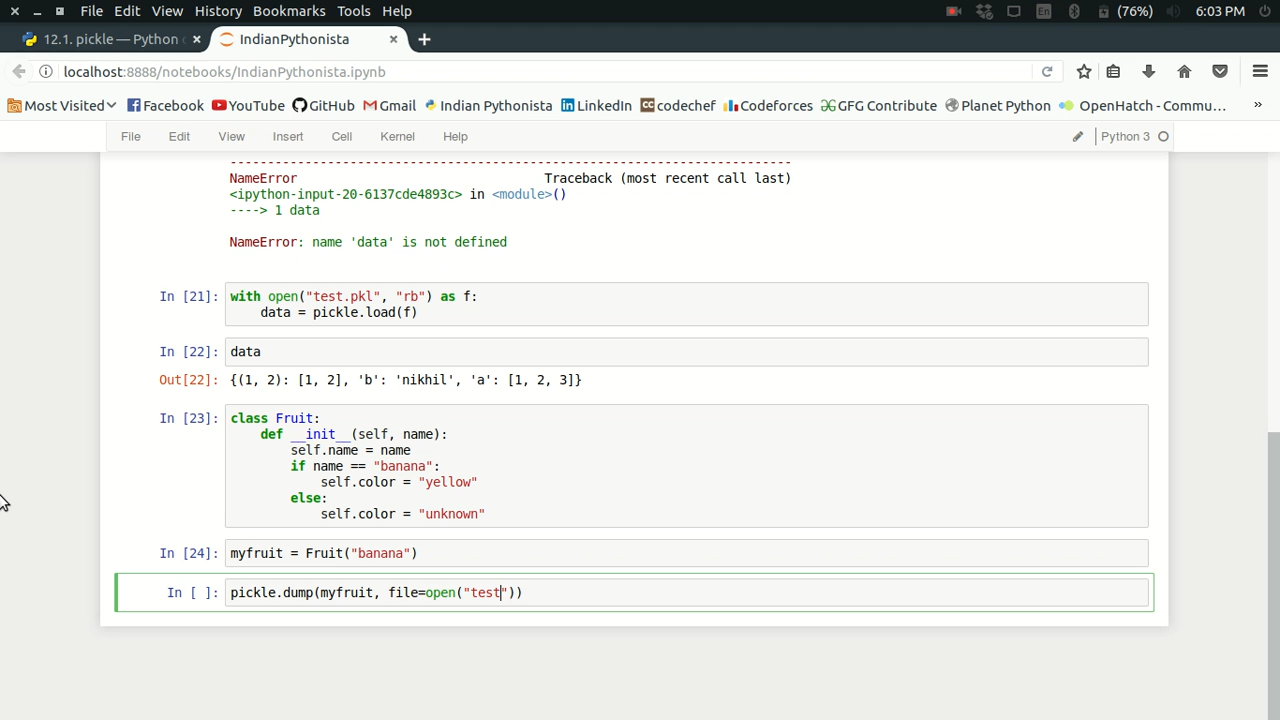 File Edit View History Bookmarks Tools Help En (76%) 6:03 PM
12.1. pickle — Python IndianPythonista
localhost:8888/notebooks/IndianPythonista.ipynb
Most Visited Facebook YouTube GitHub Gmail Indian Pythonista LinkedIn codechef Codeforces GFG Contribute Planet Python OpenHatch - Commu… »
File Edit View Insert Cell Kernel Help Python 3
---------------------------------------------------------------------------
NameError Traceback (most recent call last)
<ipython-input-20-6137cde4893c> in <module>()
----> 1 data
NameError: name 'data' is not defined
In [21]: with open("test.pkl", "rb") as f:
data = pickle.load(f)
In [22]: data
Out[22]: {(1, 2): [1, 2], 'b': 'nikhil', 'a': [1, 2, 3]}
In [23]: class Fruit:
def __init__(self, name):
self.name = name
if name == "banana":
self.color = "yellow"
else:
self.color = "unknown"
In [24]: myfruit = Fruit("banana")
In [ ]: pickle.dump(myfruit, file=open("test"))